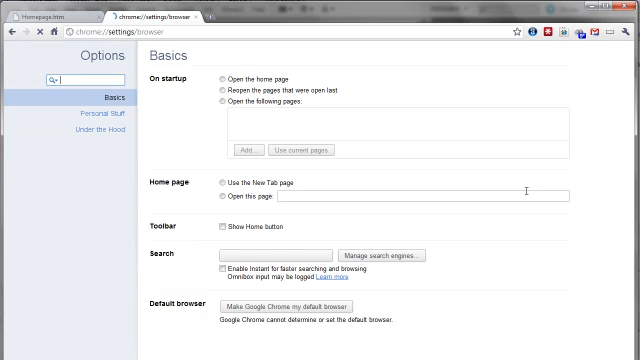 Homepage.htm
chrome://settings/browser
chrome://settings/browser
Options
Basics
Personal Stuff
Under the Hood
Basics
On startup
Open the home page
Reopen the pages that were open last
Open the following pages:
Add...
Use current pages
Home page
Use the New Tab page
Open this page:
Toolbar
Show Home button
Search
Manage search engines...
Enable Instant for faster searching and browsing
Omnibox input may be logged Learn more
Default browser
Make Google Chrome my default browser
Google Chrome cannot determine or set the default browser.